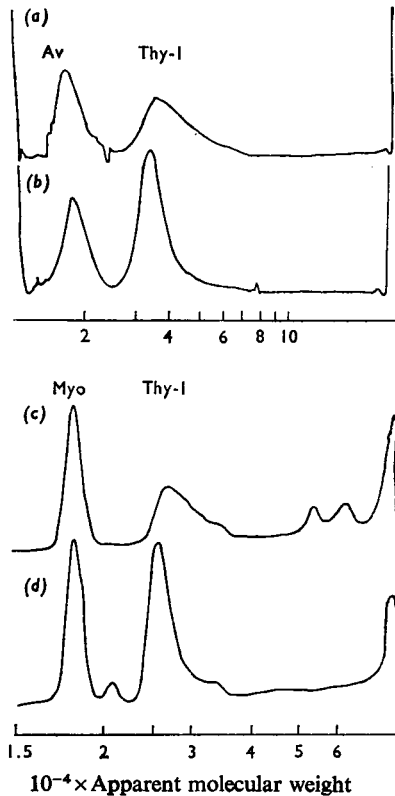 (a)
Av Thy-1
(b)
2 4 6 8 10
Myo Thy-1
(c)
(d)
1.5 2 3 4 5 6
10⁻⁴ × Apparent molecular weight